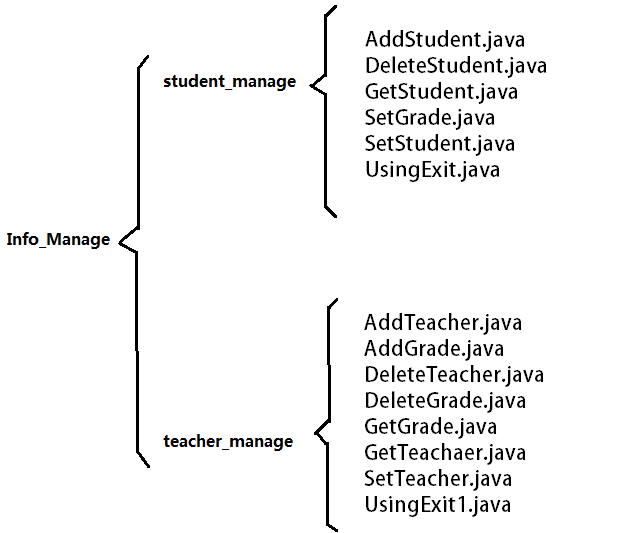 Info_Manage
student_manage
AddStudent.java
DeleteStudent.java
GetStudent.java
SetGrade.java
SetStudent.java
UsingExit.java
teacher_manage
AddTeacher.java
AddGrade.java
DeleteTeacher.java
DeleteGrade.java
GetGrade.java
GetTeachaer.java
SetTeacher.java
UsingExit1.java